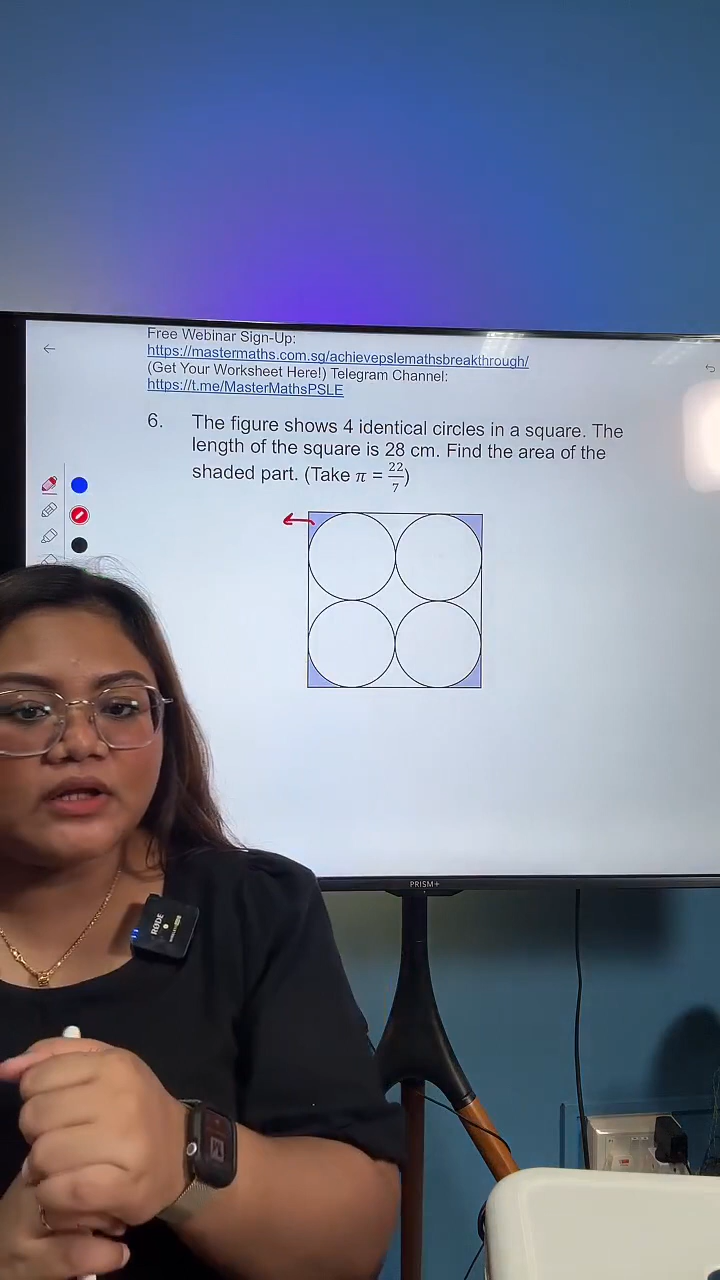 Free Webinar Sign-Up:
https://mastermaths.com.sg/achievepslemathsbreakthrough/
(Get Your Worksheet Here!) Telegram Channel:
https://t.me/MasterMathsPSLE
6. The figure shows 4 identical circles in a square. The
length of the square is 28 cm. Find the area of the
shaded part. (Take π = 22/7)
PRISM+
RØDE